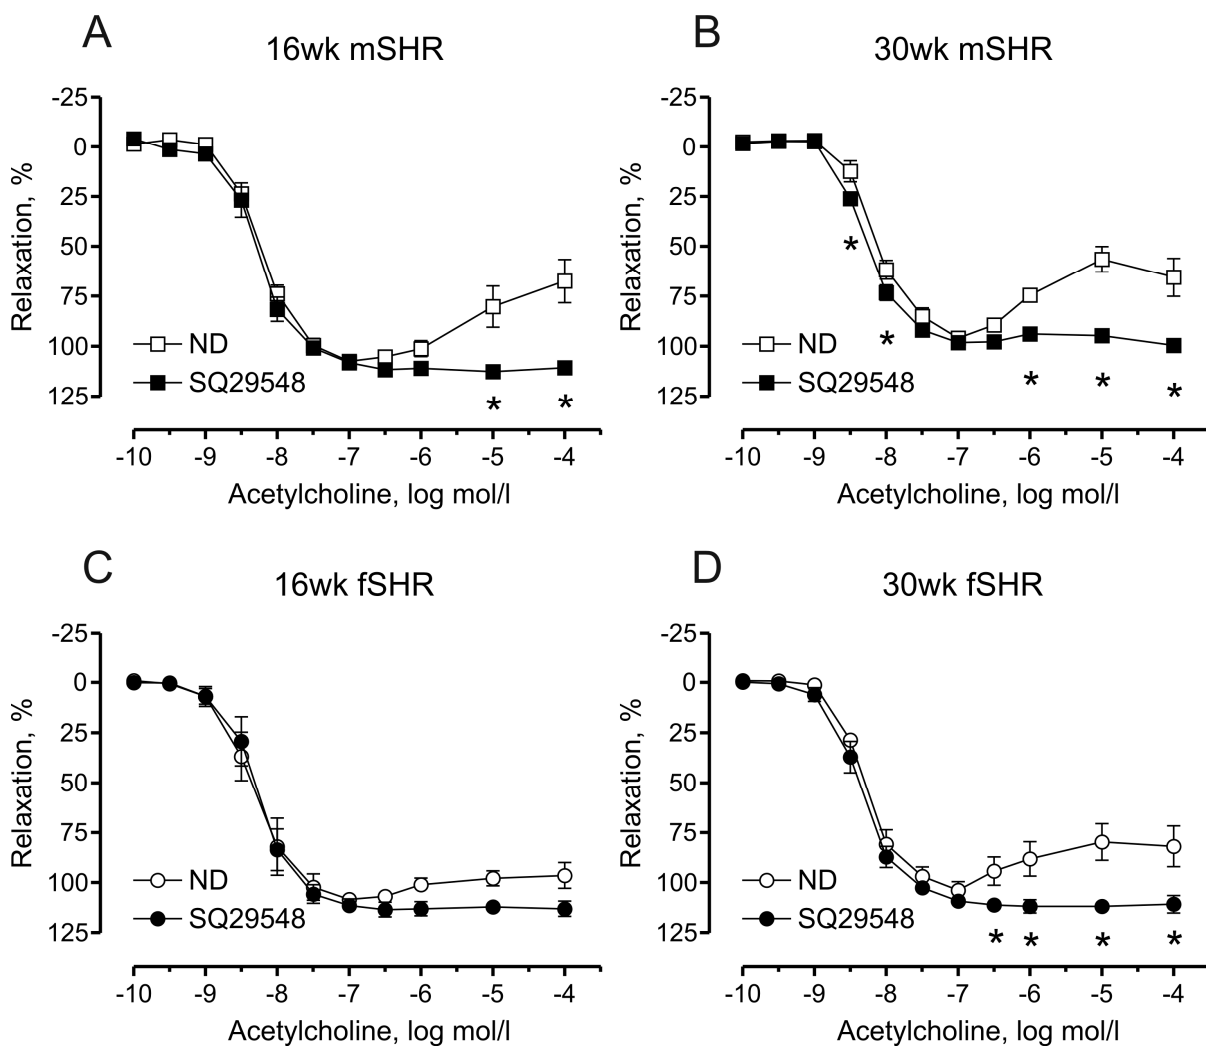 A
16wk mSHR
-25
0
25
50
75
100
125
Relaxation, %
ND
SQ29548
* *
-10 -9 -8 -7 -6 -5 -4
Acetylcholine, log mol/l
B
30wk mSHR
-25
0
25
50
75
100
125
Relaxation, %
ND
SQ29548
* * * * *
-10 -9 -8 -7 -6 -5 -4
Acetylcholine, log mol/l
C
16wk fSHR
-25
0
25
50
75
100
125
Relaxation, %
ND
SQ29548
-10 -9 -8 -7 -6 -5 -4
Acetylcholine, log mol/l
D
30wk fSHR
-25
0
25
50
75
100
125
Relaxation, %
ND
SQ29548
* * * *
-10 -9 -8 -7 -6 -5 -4
Acetylcholine, log mol/l